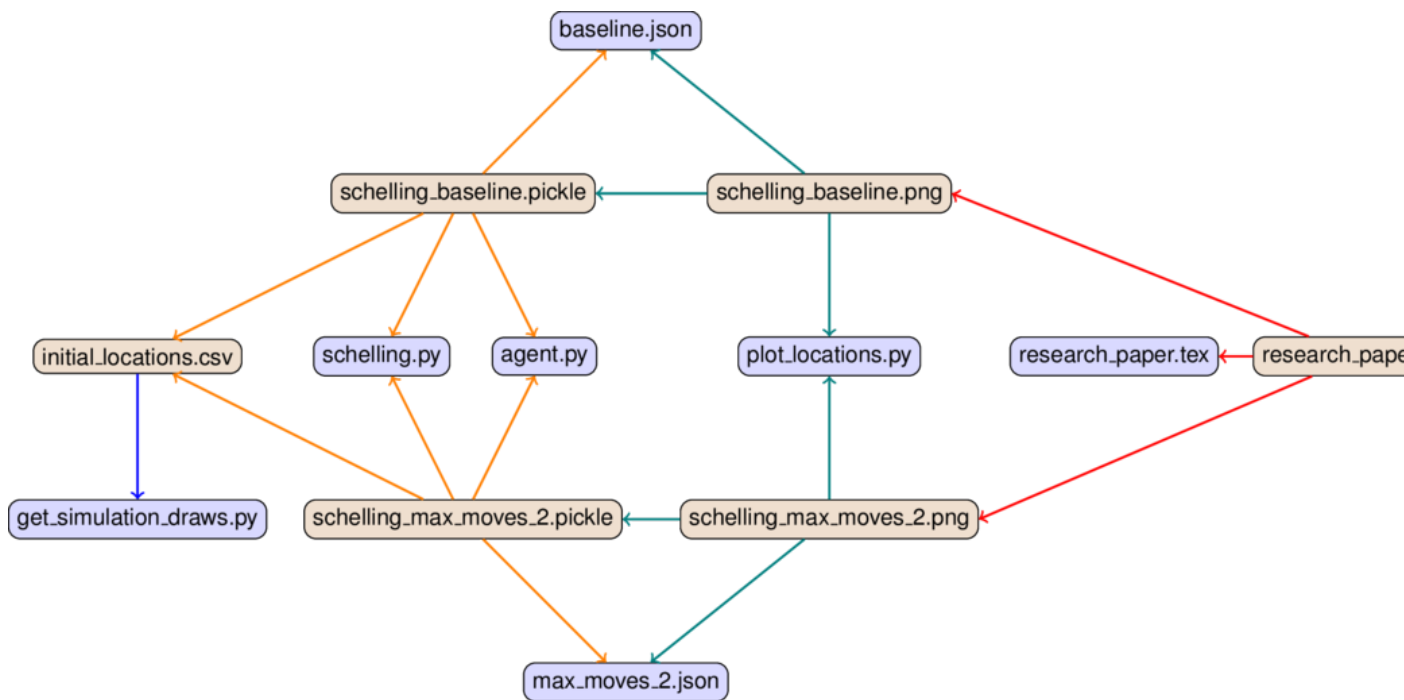 baseline.json
schelling_baseline.pickle
schelling_baseline.png
initial_locations.csv
schelling.py
agent.py
plot_locations.py
research_paper.tex
research_pape
get_simulation_draws.py
schelling_max_moves_2.pickle
schelling_max_moves_2.png
max_moves_2.json